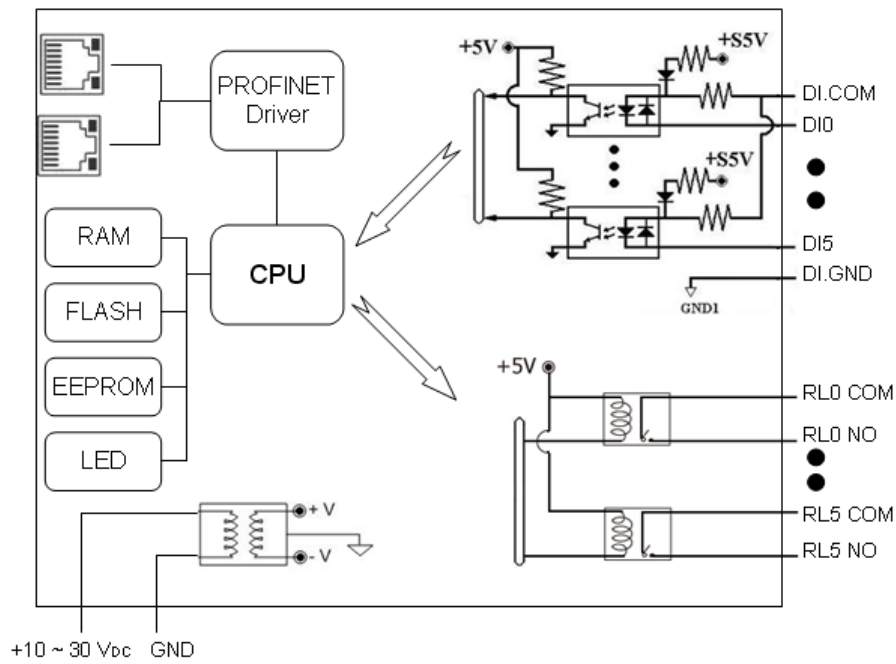 PROFINET
Driver
CPU
RAM
FLASH
EEPROM
LED
+5V
+S5V
DI.COM
DI0
+S5V
DI5
DI.GND
GND1
+5V
RL0 COM
RL0 NO
RL5 COM
RL5 NO
+ V
- V
+10 ~ 30 VDC GND